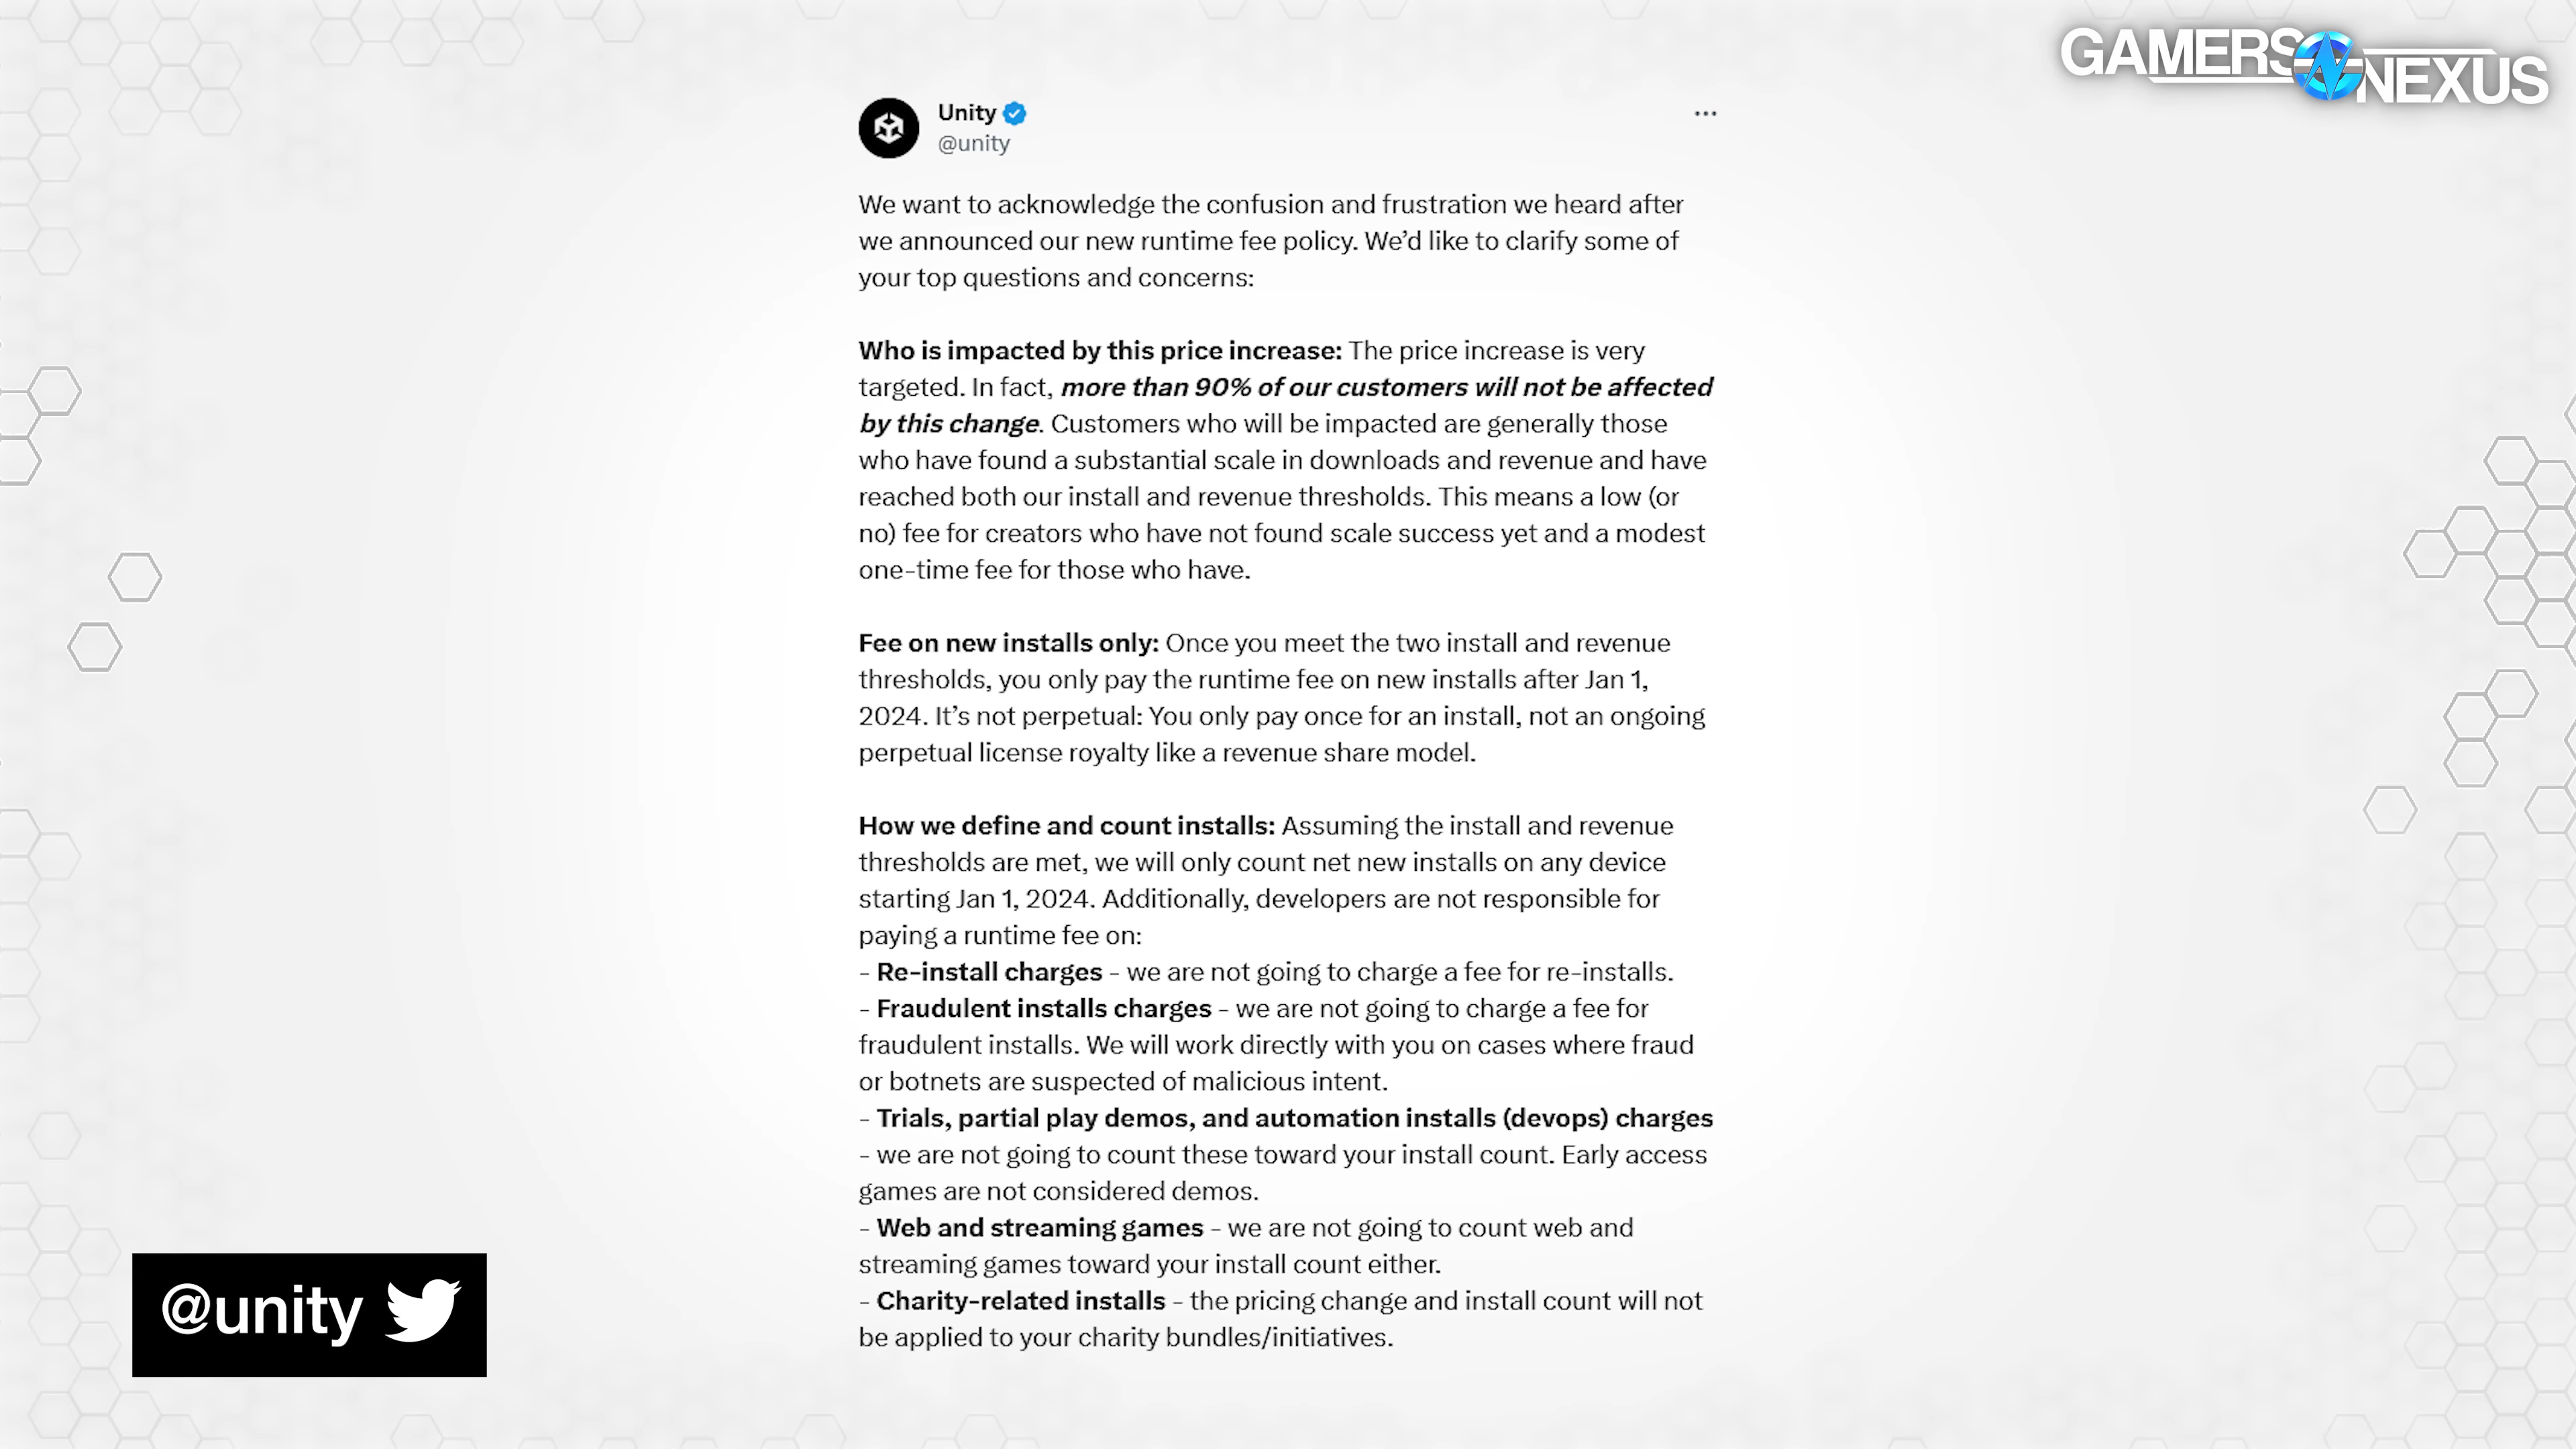 GAMERS NEXUS
Unity
@unity
We want to acknowledge the confusion and frustration we heard after
we announced our new runtime fee policy. We’d like to clarify some of
your top questions and concerns:
Who is impacted by this price increase: The price increase is very
targeted. In fact, more than 90% of our customers will not be affected
by this change. Customers who will be impacted are generally those
who have found a substantial scale in downloads and revenue and have
reached both our install and revenue thresholds. This means a low (or
no) fee for creators who have not found scale success yet and a modest
one-time fee for those who have.
Fee on new installs only: Once you meet the two install and revenue
thresholds, you only pay the runtime fee on new installs after Jan 1,
2024. It’s not perpetual: You only pay once for an install, not an ongoing
perpetual license royalty like a revenue share model.
How we define and count installs: Assuming the install and revenue
thresholds are met, we will only count net new installs on any device
starting Jan 1, 2024. Additionally, developers are not responsible for
paying a runtime fee on:
- Re-install charges - we are not going to charge a fee for re-installs.
- Fraudulent installs charges - we are not going to charge a fee for
fraudulent installs. We will work directly with you on cases where fraud
or botnets are suspected of malicious intent.
- Trials, partial play demos, and automation installs (devops) charges
- we are not going to count these toward your install count. Early access
games are not considered demos.
- Web and streaming games - we are not going to count web and
streaming games toward your install count either.
- Charity-related installs - the pricing change and install count will not
be applied to your charity bundles/initiatives.
@unity